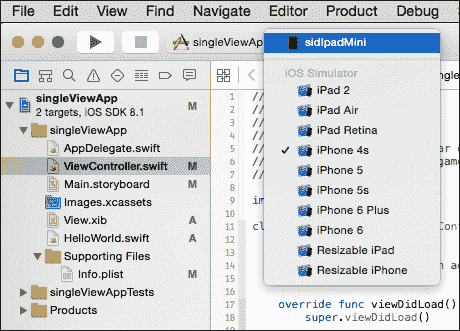 File Edit View Find Navigate Editor Product Debug
singleViewApp
sidIpadMini
iOS Simulator
iPad 2
iPad Air
iPad Retina
iPhone 4s
iPhone 5
iPhone 5s
iPhone 6 Plus
iPhone 6
Resizable iPad
Resizable iPhone
singleViewApp M
2 targets, iOS SDK 8.1
singleViewApp
AppDelegate.swift
ViewController.swift M
Main.storyboard M
Images.xcassets
View.xib A
HelloWorld.swift A
Supporting Files
Info.plist M
singleViewAppTests
Products
1 //
2 //
3 //
4 //
5 //
6 //
7 //
8
9
10
11
12
13
14
15
16
17 override func viewDidLoad()
18 super.viewDidLoad()